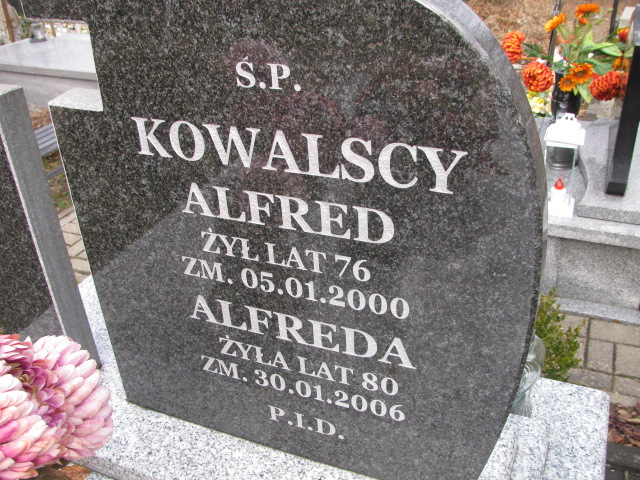 Ś.P.
KOWALSCY
ALFRED
ŻYŁ LAT 76
ZM. 05.01.2000
ALFREDA
ŻYŁA LAT 80
ZM. 30.01.2006
P.I.D.